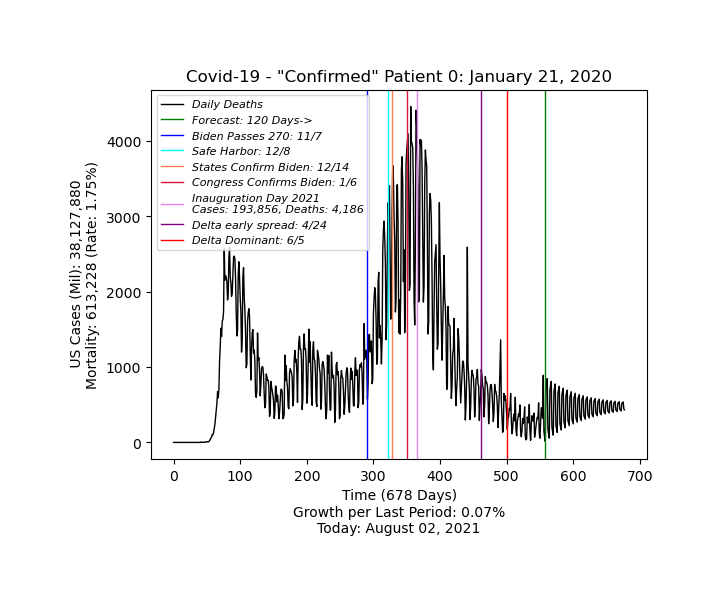 Covid-19 - "Confirmed" Patient 0: January 21, 2020
Daily Deaths
Forecast: 120 Days->
Biden Passes 270: 11/7
Safe Harbor: 12/8
States Confirm Biden: 12/14
Congress Confirms Biden: 1/6
Inauguration Day 2021
Cases: 193,856, Deaths: 4,186
Delta early spread: 4/24
Delta Dominant: 6/5
US Cases (Mil): 38,127,880
Mortality: 613,228 (Rate: 1.75%)
4000
3000
2000
1000
0
0 100 200 300 400 500 600 700
Time (678 Days)
Growth per Last Period: 0.07%
Today: August 02, 2021